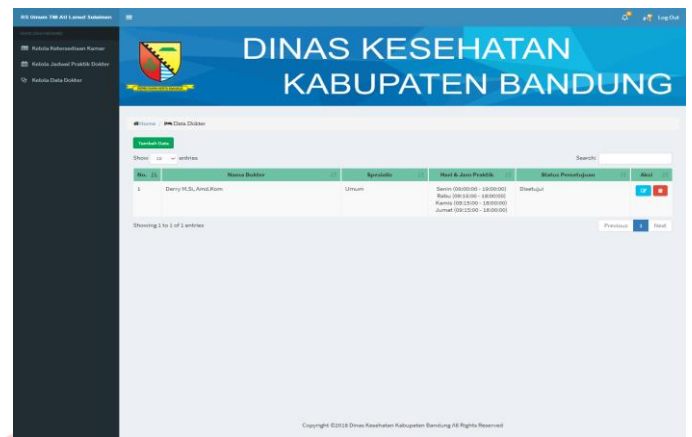 RS Umum TNI AU Lanud Sulaiman
Log Out
Kelola Ketersediaan Kamar
Kelola Jadwal Praktik Dokter
Kelola Data Dokter
DINAS KESEHATAN
KABUPATEN BANDUNG
Home / Data Dokter
Tambah Data
Show 10 entries
Search:
No. Nama Dokter Spesialis Hari & Jam Praktik Status Persetujuan Aksi
1 Derry M.Si, Amd.Kom Umum Senin (08:00:00 - 19:00:00) Disetujui
Rabu (09:15:00 - 18:00:00)
Kamis (09:15:00 - 18:00:00)
Jumat (09:15:00 - 18:00:00)
Showing 1 to 1 of 1 entries
Previous 1 Next
Copyright ©2018 Dinas Kesehatan Kabupaten Bandung All Rights Reserved